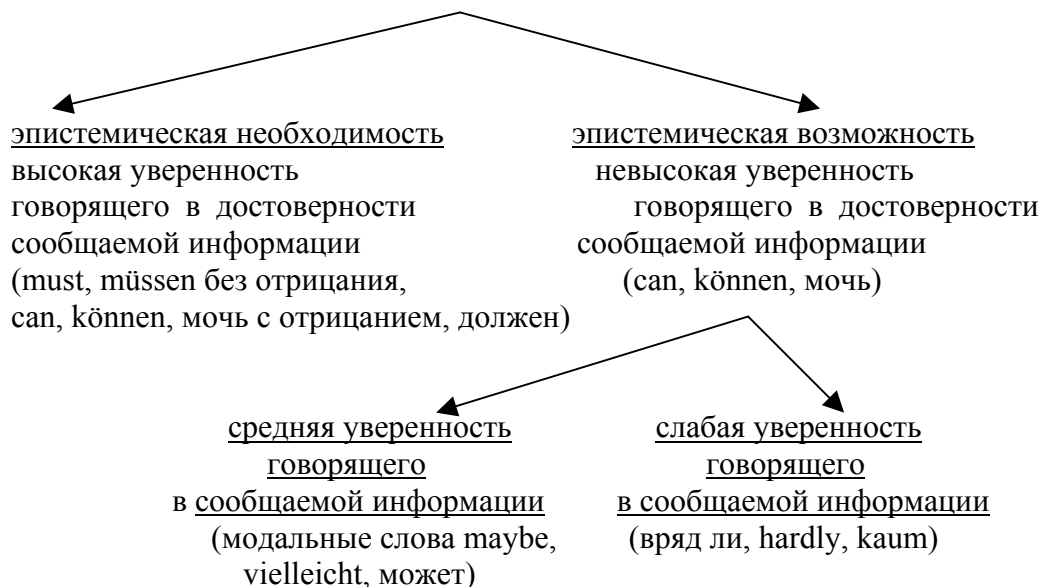 эпистемическая необходимость
высокая уверенность
говорящего в достоверности
сообщаемой информации
(must, müssen без отрицания,
can, können, мочь с отрицанием, должен)
эпистемическая возможность
невысокая уверенность
говорящего в достоверности
сообщаемой информации
(can, können, мочь)
средняя уверенность
говорящего
в сообщаемой информации
(модальные слова maybe,
vielleicht, может)
слабая уверенность
говорящего
в сообщаемой информации
(вряд ли, hardly, kaum)